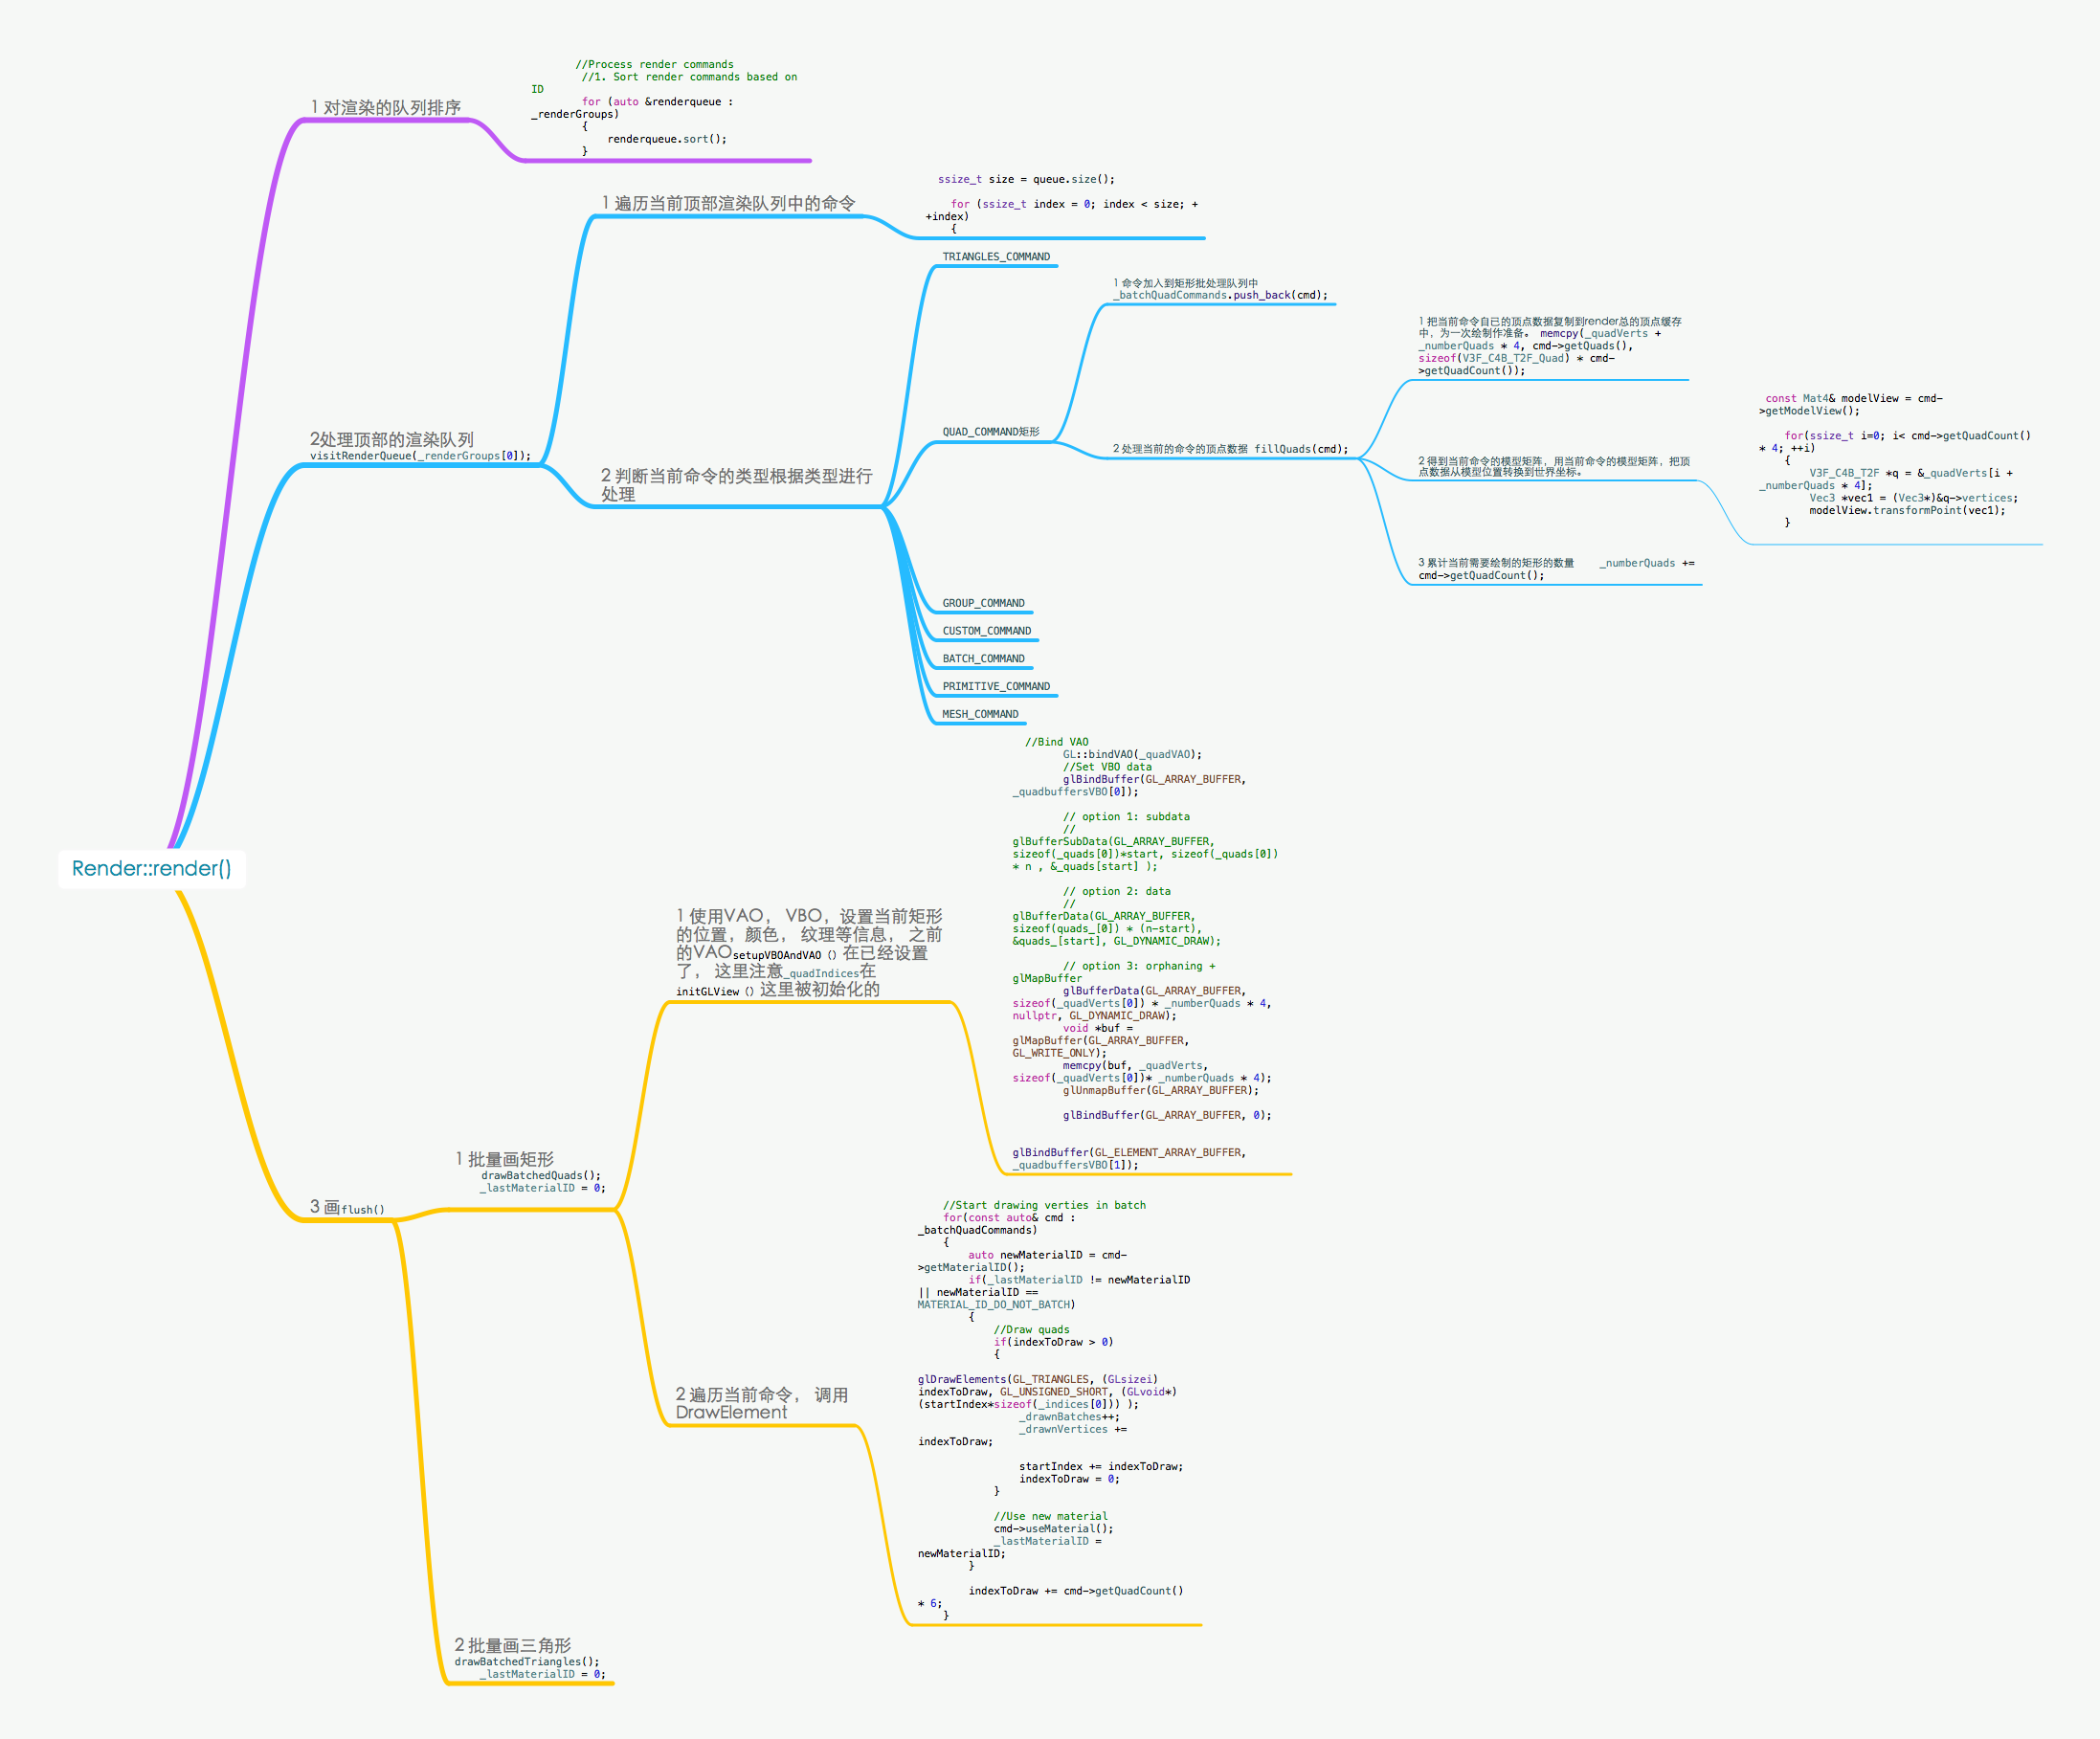 Render::render()
1 对渲染的队列排序
//Process render commands
//1. Sort render commands based on
ID
for (auto &renderqueue :
_renderGroups)
{
renderqueue.sort();
}
2处理顶部的渲染队列
visitRenderQueue(_renderGroups[0]);
1 遍历当前顶部渲染队列中的命令
ssize_t size = queue.size();
for (ssize_t index = 0; index < size; +
+index)
{
2 判断当前命令的类型根据类型进行
处理
TRIANGLES_COMMAND
QUAD_COMMAND矩形
1 命令加入到矩形批处理队列中
_batchQuadCommands.push_back(cmd);
2 处理当前的命令的顶点数据 fillQuads(cmd);
1 把当前命令自已的顶点数据复制到render总的顶点缓存
中，为一次绘制作准备。 memcpy(_quadVerts +
_numberQuads * 4, cmd->getQuads(),
sizeof(V3F_C4B_T2F_Quad) * cmd-
>getQuadCount());
2 得到当前命令的模型矩阵，用当前命令的模型矩阵，把顶
点数据从模型位置转换到世界坐标。
const Mat4& modelView = cmd-
>getModelView();
for(ssize_t i=0; i< cmd->getQuadCount()
* 4; ++i)
{
V3F_C4B_T2F *q = &_quadVerts[i +
_numberQuads * 4];
Vec3 *vec1 = (Vec3*)&q->vertices;
modelView.transformPoint(vec1);
}
3 累计当前需要绘制的矩形的数量 _numberQuads +=
cmd->getQuadCount();
GROUP_COMMAND
CUSTOM_COMMAND
BATCH_COMMAND
PRIMITIVE_COMMAND
MESH_COMMAND
3 画flush()
1 批量画矩形
drawBatchedQuads();
_lastMaterialID = 0;
1 使用VAO， VBO，设置当前矩形
的位置，颜色， 纹理等信息， 之前
的VAOsetupVBOAndVAO（）在已经设置
了， 这里注意_quadIndices在
initGLView（）这里被初始化的
//Bind VAO
GL::bindVAO(_quadVAO);
//Set VBO data
glBindBuffer(GL_ARRAY_BUFFER,
_quadbuffersVBO[0]);
// option 1: subdata
//
glBufferSubData(GL_ARRAY_BUFFER,
sizeof(_quads[0])*start, sizeof(_quads[0])
* n , &_quads[start] );
// option 2: data
//
glBufferData(GL_ARRAY_BUFFER,
sizeof(quads_[0]) * (n-start),
&quads_[start], GL_DYNAMIC_DRAW);
// option 3: orphaning +
glMapBuffer
glBufferData(GL_ARRAY_BUFFER,
sizeof(_quadVerts[0]) * _numberQuads * 4,
nullptr, GL_DYNAMIC_DRAW);
void *buf =
glMapBuffer(GL_ARRAY_BUFFER,
GL_WRITE_ONLY);
memcpy(buf, _quadVerts,
sizeof(_quadVerts[0])* _numberQuads * 4);
glUnmapBuffer(GL_ARRAY_BUFFER);
glBindBuffer(GL_ARRAY_BUFFER, 0);
glBindBuffer(GL_ELEMENT_ARRAY_BUFFER,
_quadbuffersVBO[1]);
2 遍历当前命令， 调用
DrawElement
//Start drawing verties in batch
for(const auto& cmd :
_batchQuadCommands)
{
auto newMaterialID = cmd-
>getMaterialID();
if(_lastMaterialID != newMaterialID
|| newMaterialID ==
MATERIAL_ID_DO_NOT_BATCH)
{
//Draw quads
if(indexToDraw > 0)
{
glDrawElements(GL_TRIANGLES, (GLsizei)
indexToDraw, GL_UNSIGNED_SHORT, (GLvoid*)
(startIndex*sizeof(_indices[0])) );
_drawnBatches++;
_drawnVertices +=
indexToDraw;
startIndex += indexToDraw;
indexToDraw = 0;
}
//Use new material
cmd->useMaterial();
_lastMaterialID =
newMaterialID;
}
indexToDraw += cmd->getQuadCount()
* 6;
}
2 批量画三角形
drawBatchedTriangles();
_lastMaterialID = 0;